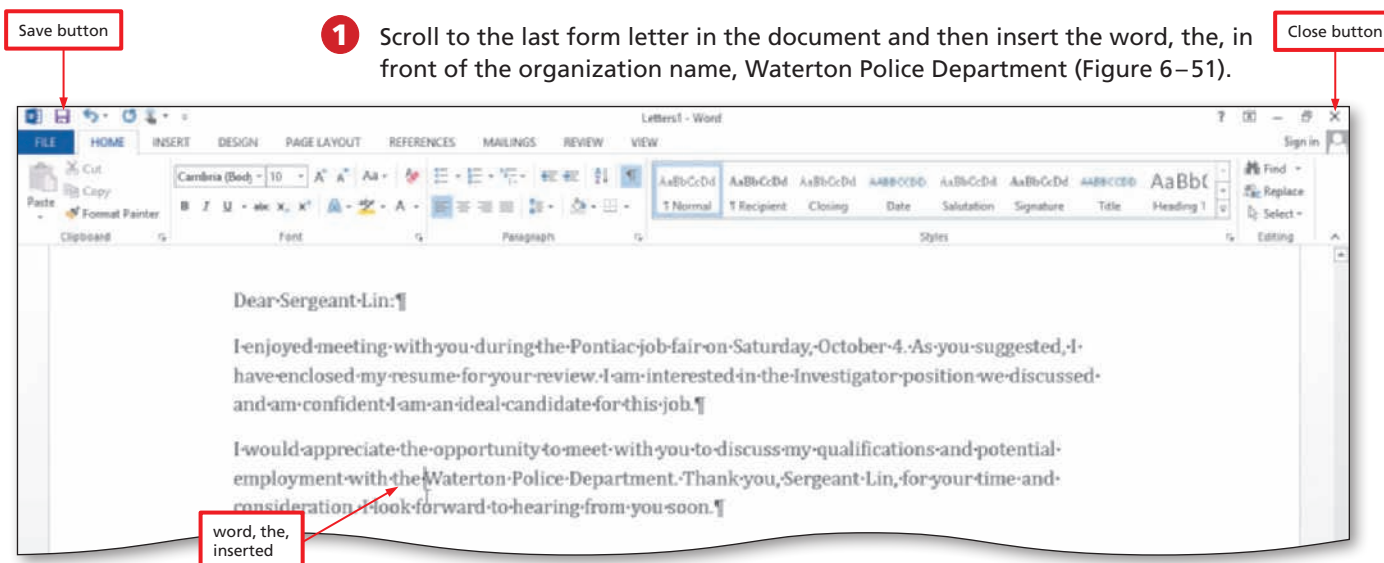 Save button
1 Scroll to the last form letter in the document and then insert the word, the, in
front of the organization name, Waterton Police Department (Figure 6–51).
Close button
Letters1 - Word
FILE HOME INSERT DESIGN PAGE LAYOUT REFERENCES MAILINGS REVIEW VIEW Sign in
Cut
Copy
Format Painter
Paste
Clipboard
Cambria (Body 10
Font
Paragraph
AaBbCcDd AaBbCcDd AaBbCcDd AABBCCDD AaBbCcDd AaBbCcDd AABBCCDD AaBb(
¶ Normal ¶ Recipient Closing Date Salutation Signature Title Heading 1
Styles
Find
Replace
Select
Editing
Dear·Sergeant·Lin:¶
I·enjoyed·meeting·with·you·during·the·Pontiac·job·fair·on·Saturday,·October·4.·As·you·suggested,·I·
have·enclosed·my·resume·for·your·review.·I·am·interested·in·the·Investigator·position·we·discussed·
and·am·confident·I·am·an·ideal·candidate·for·this·job.¶
I·would·appreciate·the·opportunity·to·meet·with·you·to·discuss·my·qualifications·and·potential·
employment·with·the·Waterton·Police·Department.·Thank·you,·Sergeant·Lin,·for·your·time·and·
consideration.·I·look·forward·to·hearing·from·you·soon.¶
word, the,
inserted